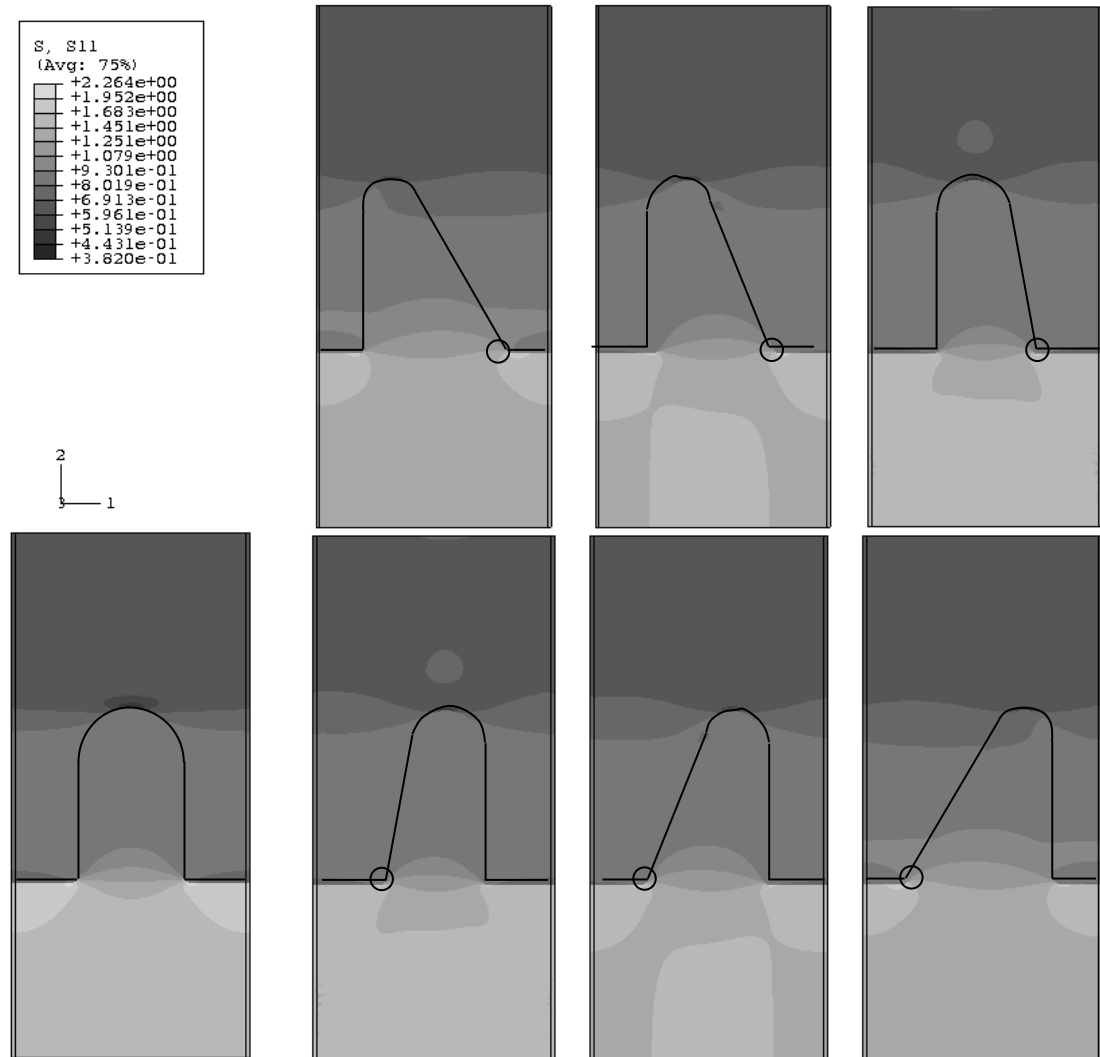 S, S11
(Avg: 75%)
+2.264e+00
+1.952e+00
+1.683e+00
+1.451e+00
+1.251e+00
+1.079e+00
+9.301e-01
+8.019e-01
+6.913e-01
+5.961e-01
+5.139e-01
+4.431e-01
+3.820e-01
2
3 1